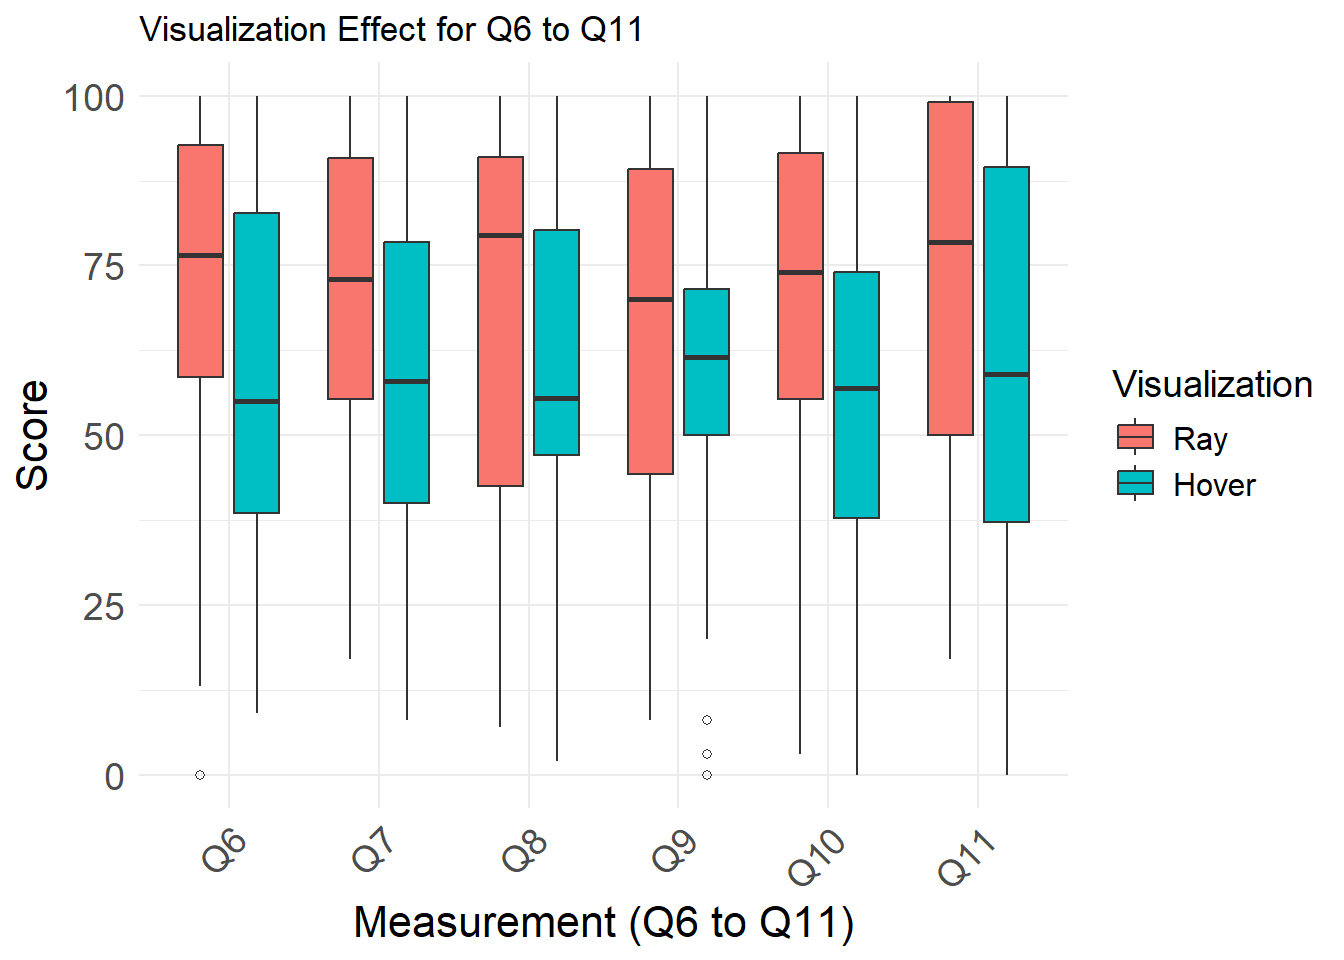 Visualization Effect for Q6 to Q11
100
75
50
25
0
Score
Q6
Q7
Q8
Q9
Q10
Q11
Measurement (Q6 to Q11)
Visualization
Ray
Hover